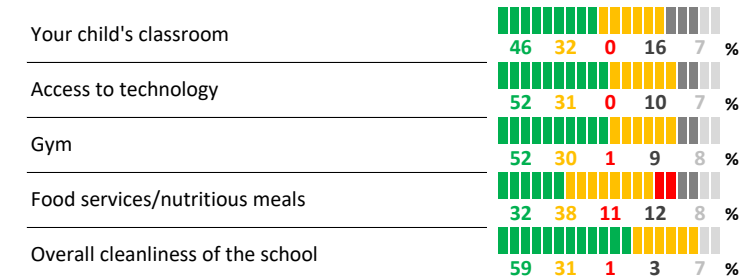 Your child's classroom
46 32 0 16 7 %
Access to technology
52 31 0 10 7 %
Gym
52 30 1 9 8 %
Food services/nutritious meals
32 38 11 12 8 %
Overall cleanliness of the school
59 31 1 3 7 %